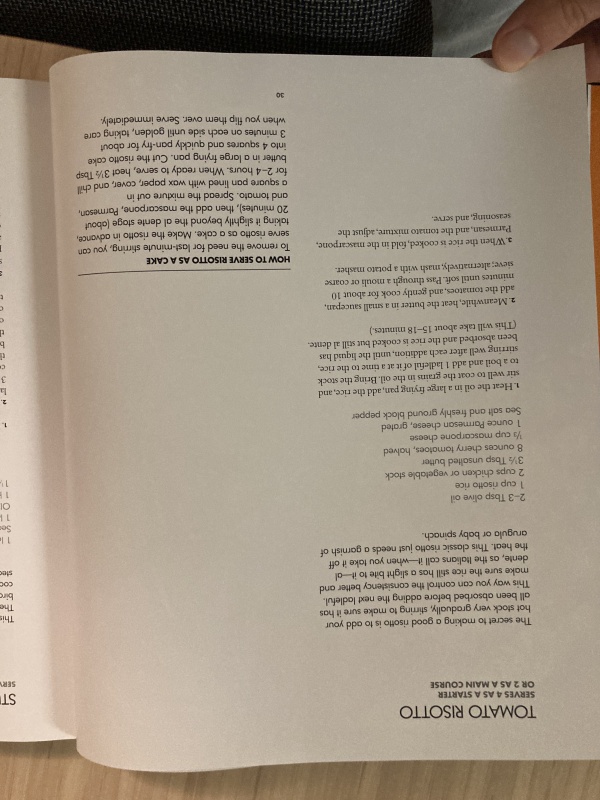 TOMATO RISOTTO
SERVES 4 AS A STARTER
OR 2 AS A MAIN COURSE
The secret to making a good risotto is to add your
hot stock very gradually, stirring to make sure it has
all been absorbed before adding the next ladleful.
This way you can control the consistency better and
make sure the rice still has a slight bite to it—al
dente, as the Italians call it—when you take it off
the heat. This classic risotto just needs a garnish of
arugula or baby spinach.
2–3 Tbsp olive oil
1 cup risotto rice
2 cups chicken or vegetable stock
3½ Tbsp unsalted butter
8 ounces cherry tomatoes, halved
⅓ cup mascarpone cheese
1 ounce Parmesan cheese, grated
Sea salt and freshly ground black pepper
1. Heat the oil in a large frying pan, add the rice, and
stir well to coat the grains in the oil. Bring the stock
to a boil and add 1 ladleful of it at a time to the rice,
stirring well after each addition, until the liquid has
been absorbed and the rice is cooked but still al dente.
(This will take about 15–18 minutes.)
2. Meanwhile, heat the butter in a small saucepan,
add the tomatoes, and gently cook for about 10
minutes until soft. Pass through a mouli or coarse
sieve; alternatively, mash with a potato masher.
3. When the rice is cooked, fold in the mascarpone,
Parmesan, and the tomato mixture, adjust the
seasoning, and serve.
HOW TO SERVE RISOTTO AS A CAKE
To remove the need for last-minute stirring, you can
serve risotto as a cake. Make the risotto in advance,
taking it slightly beyond the al dente stage (about
20 minutes), then add the mascarpone, Parmesan,
and tomato. Spread the mixture out in
a square pan lined with wax paper, cover, and chill
for 2–4 hours. When ready to serve, heat 3½ Tbsp
butter in a large frying pan. Cut the risotto cake
into 4 squares and quickly pan-fry for about
3 minutes on each side until golden, taking care
when you flip them over. Serve immediately.
30
ST
SERV
This
The
bird
coo
1
2.